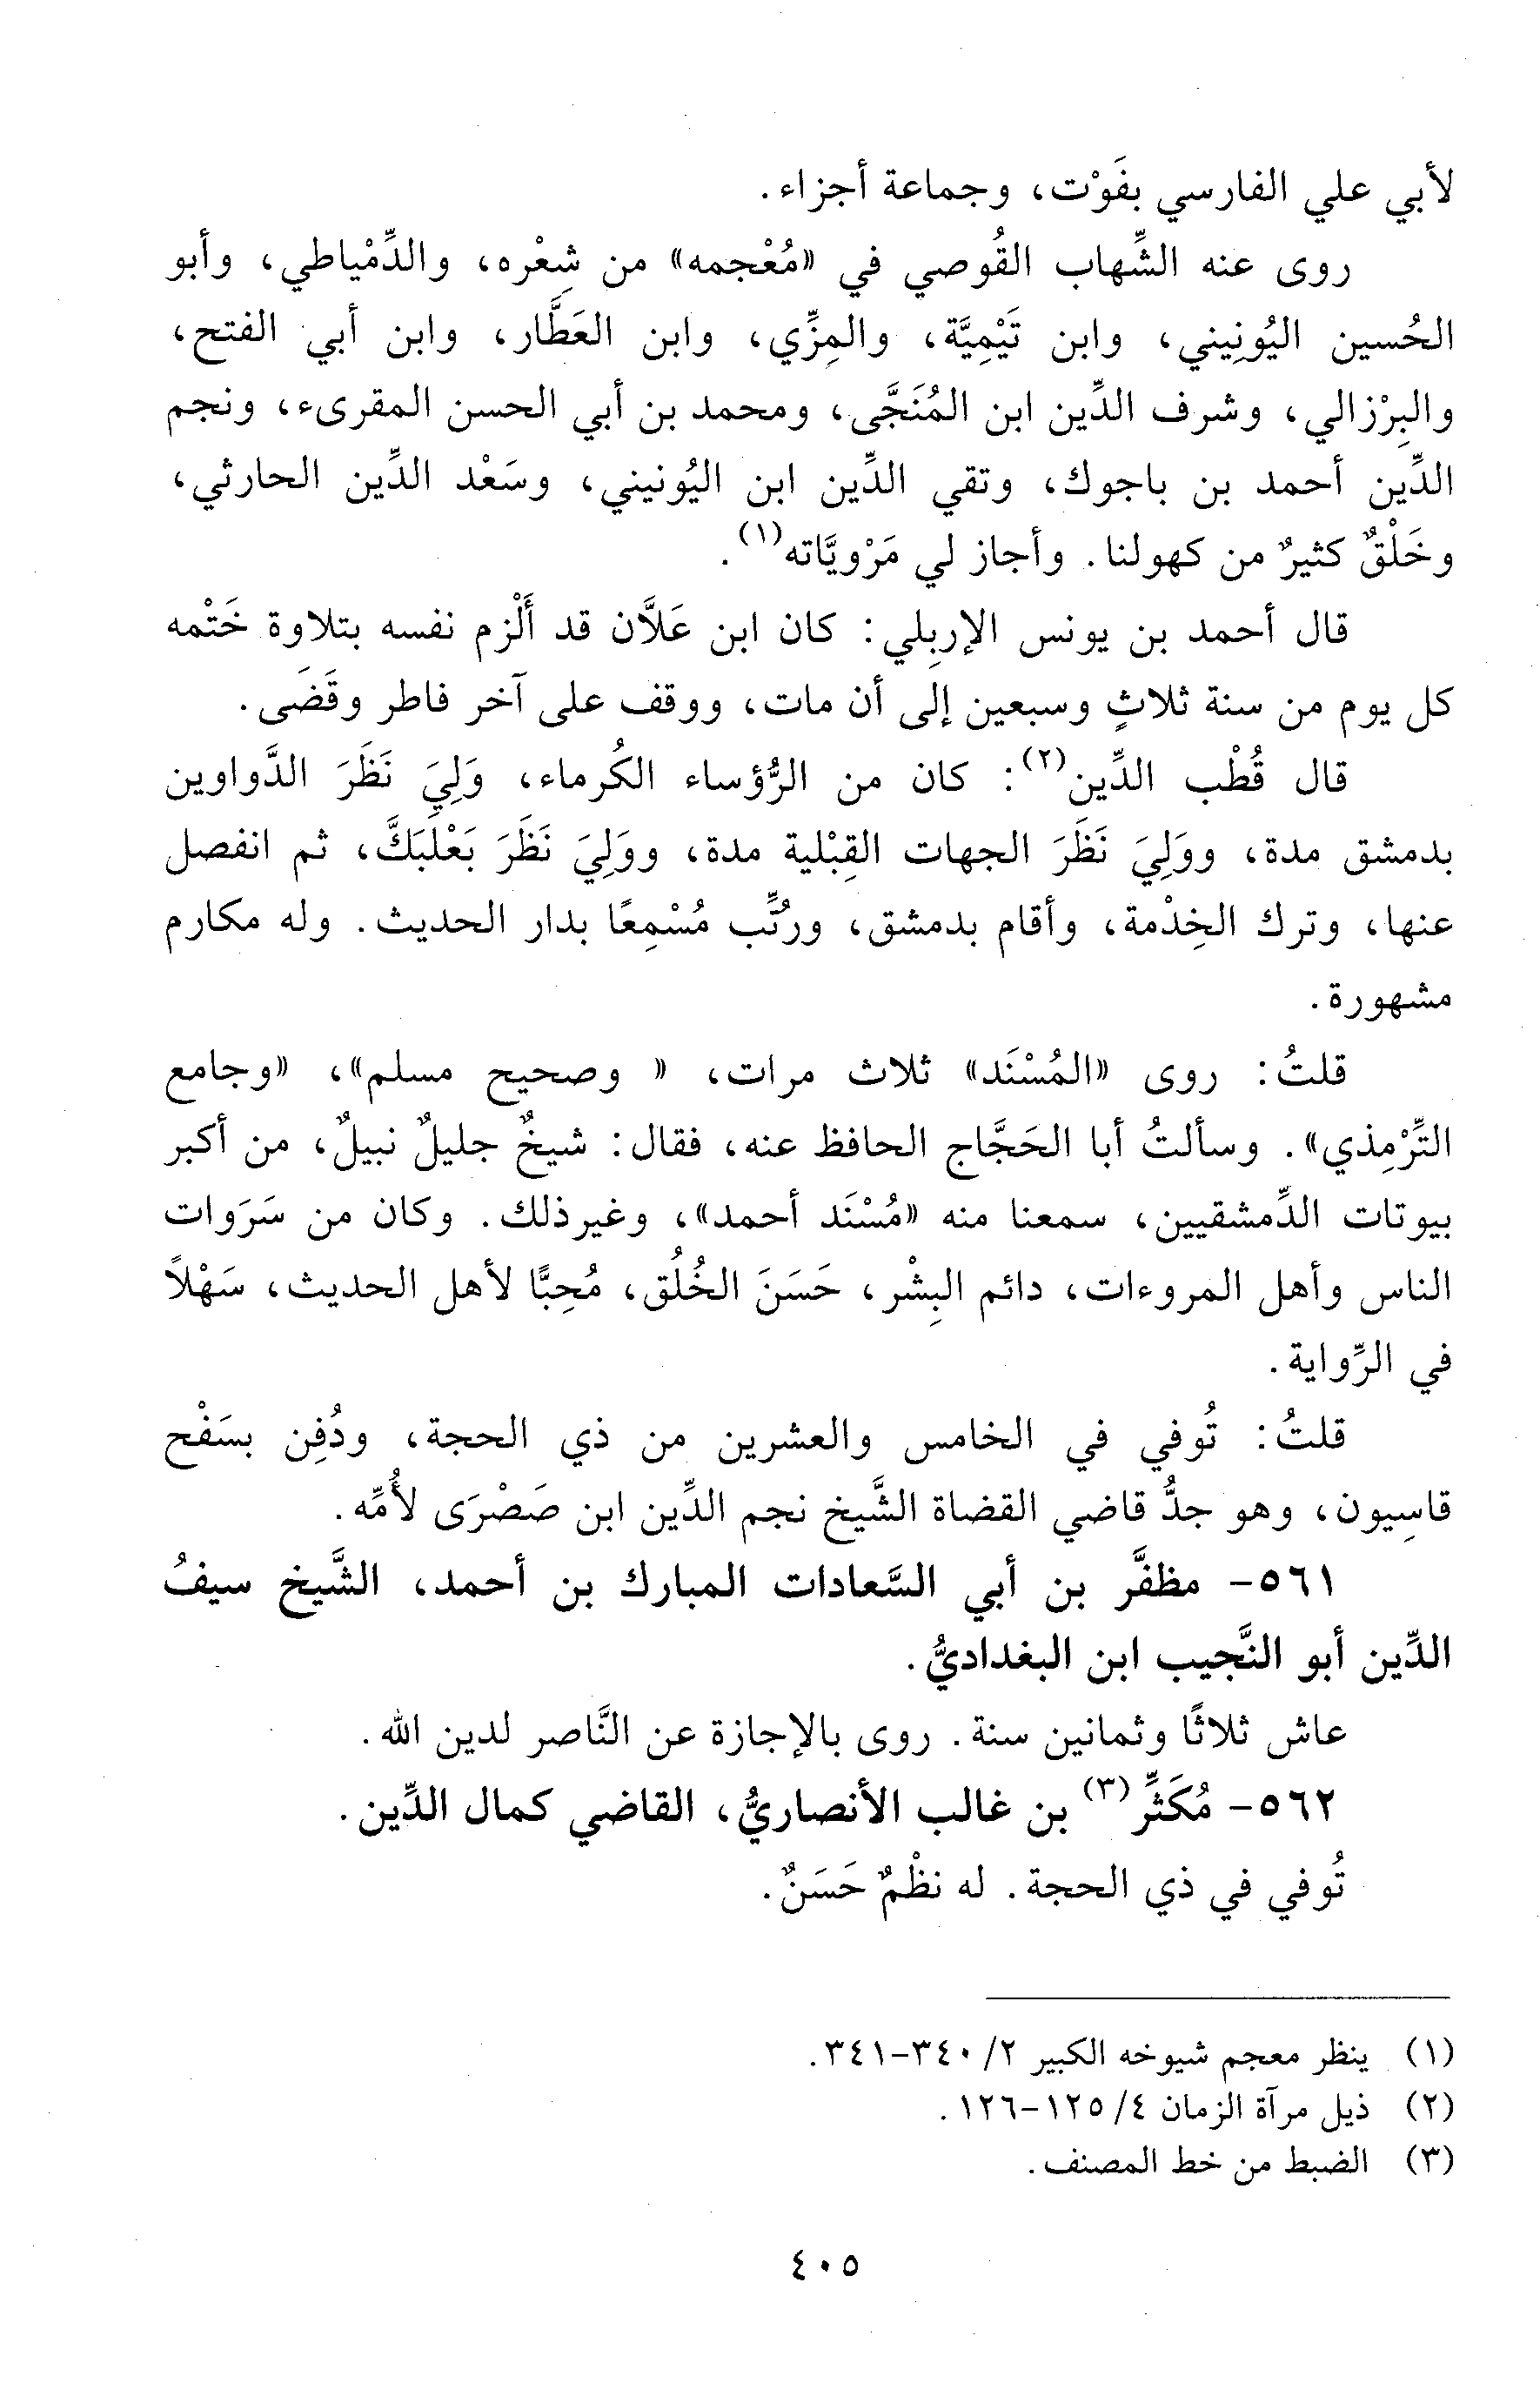 لأبي علي الفارسي بفَوْت، وجماعة أجزاء.
روى عنه الشِّهاب القُوصي في «مُعْجمه» من شِعْره، والدِّمْياطي، وأبو
الحُسين اليُونِيني، وابن تَيْمِيَّة، والمِزِّي، وابن العَطَّار، وابن أبي الفتح،
والبِرْزالي، وشرف الدِّين ابن المُنَجَّى، ومحمد بن أبي الحسن المقرىء، ونجم
الدِّين أحمد بن باجوك، وتقي الدِّين ابن اليُونيني، وسَعْد الدِّين الحارثي،
وخَلْقٌ كثيرٌ من كهولنا. وأجاز لي مَرْويَّاته(١).
قال أحمد بن يونس الإربِلي: كان ابن عَلاَّن قد أَلْزم نفسه بتلاوة خَتْمه
كل يوم من سنة ثلاثٍ وسبعين إلى أن مات، ووقف على آخر فاطر وقَضَى.
قال قُطْب الدِّين(٢): كان من الرُّؤساء الكُرماء، وَلِيَ نَظَرَ الدَّواوين
بدمشق مدة، ووَلِيَ نَظَرَ الجهات القِبْلية مدة، ووَلِيَ نَظَرَ بَعْلَبَكَّ، ثم انفصل
عنها، وترك الخِدْمة، وأقام بدمشق، ورُتِّب مُسْمِعًا بدار الحديث. وله مكارم
مشهورة.
قلتُ: روى «المُسْنَد» ثلاث مرات، « وصحيح مسلم»، «وجامع
التِّرْمِذي». وسألتُ أبا الحَجَّاج الحافظ عنه، فقال: شيخٌ جليلٌ نبيلٌ، من أكبر
بيوتات الدِّمشقيين، سمعنا منه «مُسْنَد أحمد»، وغيرذلك. وكان من سَرَوات
الناس وأهل المروءات، دائم البِشْر، حَسَنَ الخُلُق، مُحِبًّا لأهل الحديث، سَهْلاً
في الرِّواية.
قلتُ: تُوفي في الخامس والعشرين من ذي الحجة، ودُفِن بسَفْح
قاسِيون، وهو جدُّ قاضي القضاة الشَّيخ نجم الدِّين ابن صَصْرَى لأُمِّه.
٥٦١- مظفَّر بن أبي السَّعادات المبارك بن أحمد، الشَّيخ سيفُ
الدِّين أبو النَّجيب ابن البغداديُّ.
عاش ثلاثًا وثمانين سنة. روى بالإجازة عن النَّاصر لدين الله.
٥٦٢- مُكَثِّر(٣) بن غالب الأنصاريُّ، القاضي كمال الدِّين.
تُوفي في ذي الحجة. له نظْمٌ حَسَنٌ.
(١) ينظر معجم شيوخه الكبير ٢/ ٣٤٠-٣٤١.
(٢) ذيل مرآة الزمان ٤/ ١٢٥-١٢٦.
(٣) الضبط من خط المصنف.
٤٠٥